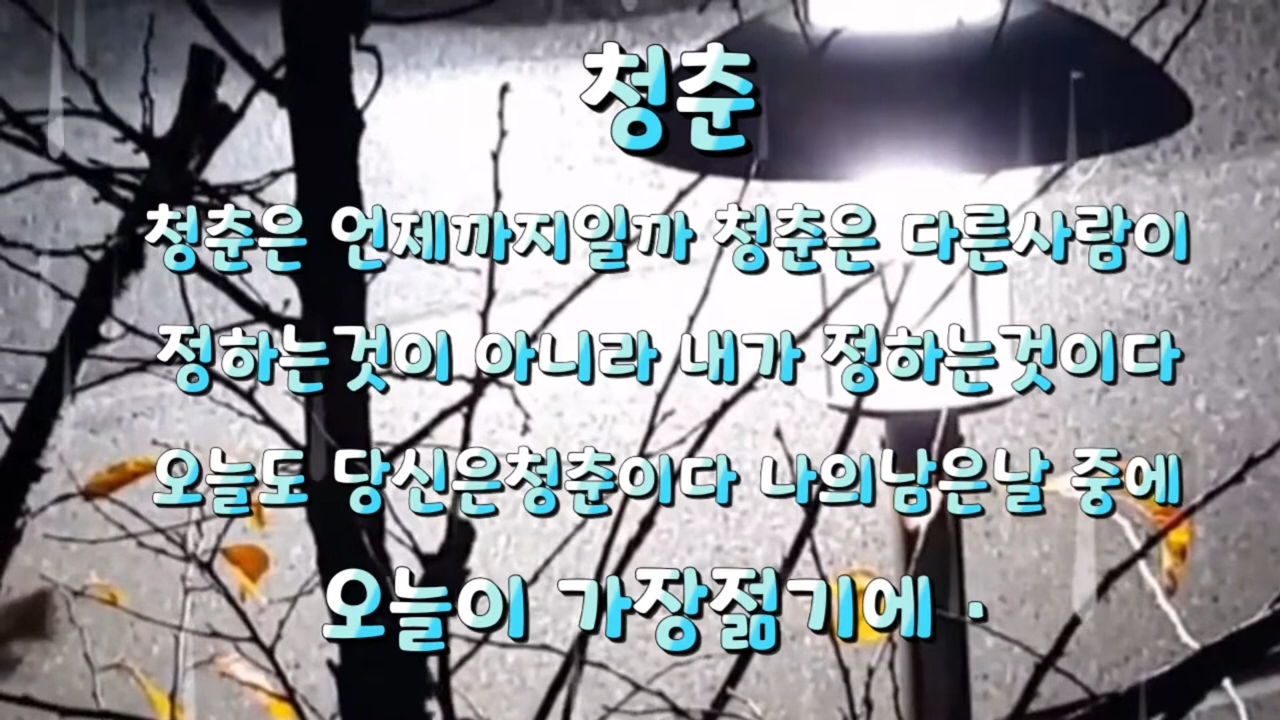 청춘
청춘은 언제까지일까 청춘은 다른사람이
정하는것이 아니라 내가 정하는것이다
오늘도 당신은청춘이다 나의남은날 중에
오늘이 가장젊기에 .